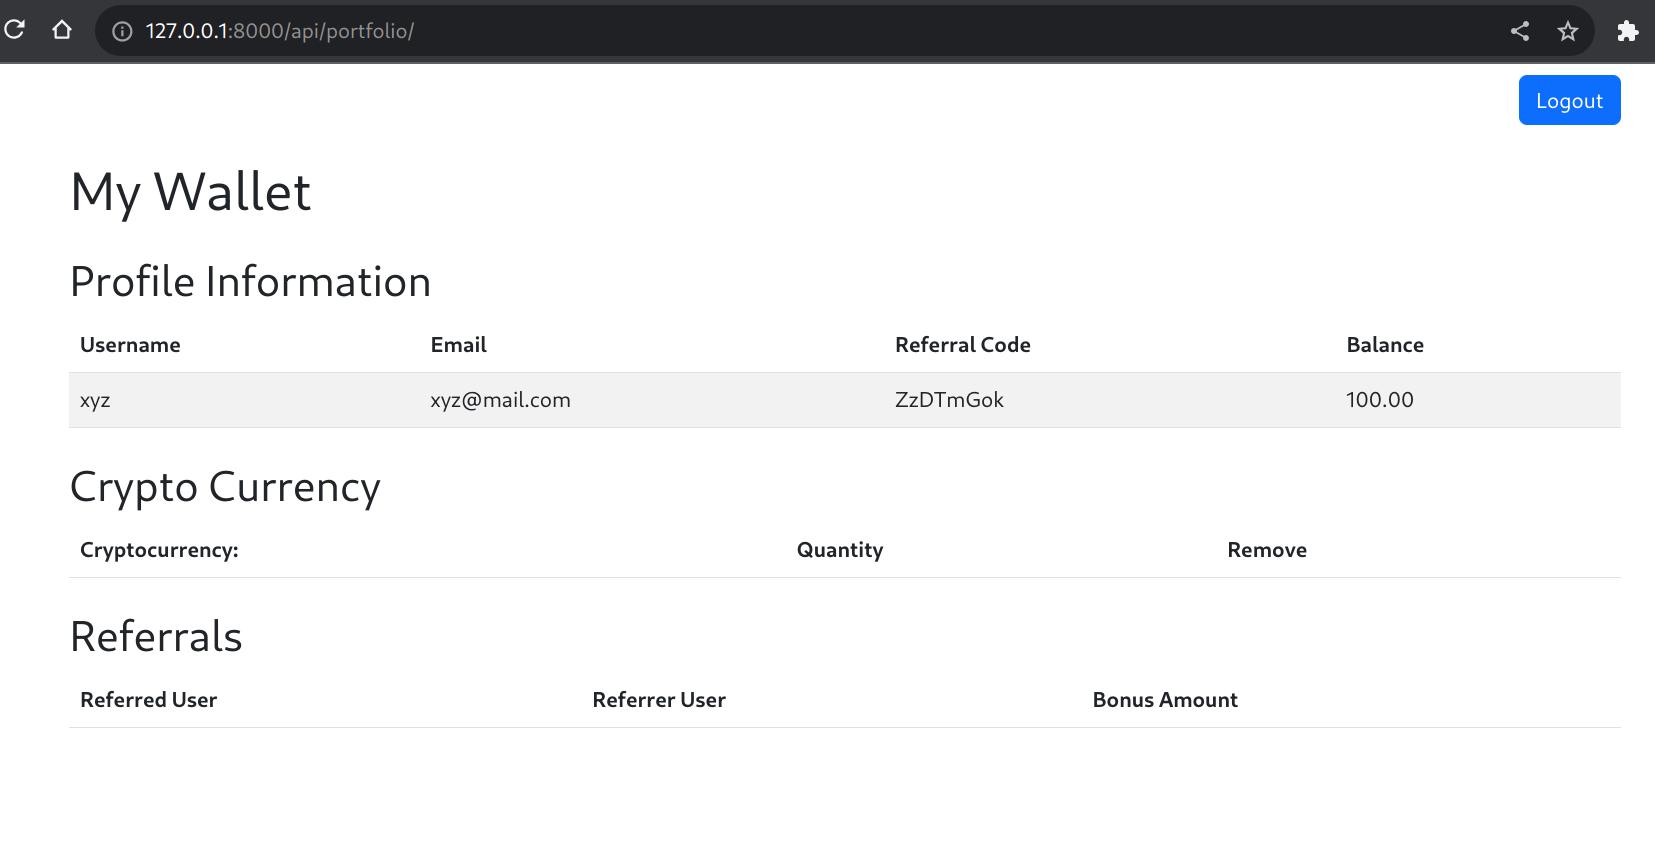 127.0.0.1:8000/api/portfolio/
Logout
My Wallet
Profile Information
Username Email Referral Code Balance
xyz xyz@mail.com ZzDTmGok 100.00
Crypto Currency
Cryptocurrency: Quantity Remove
Referrals
Referred User Referrer User Bonus Amount